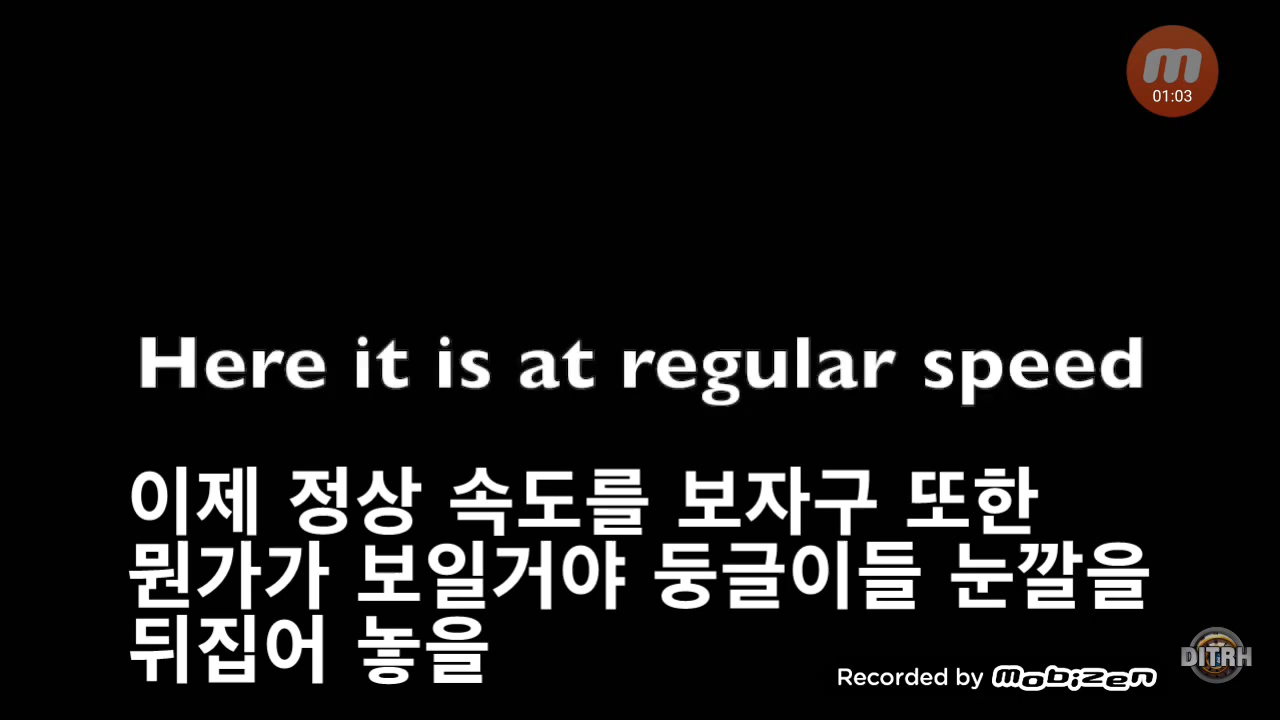 m
01:03
Here it is at regular speed
이제 정상 속도를 보자구 또한
뭔가가 보일거야 둥글이들 눈깔을
뒤집어 놓을
DITRH
Recorded by mobizen